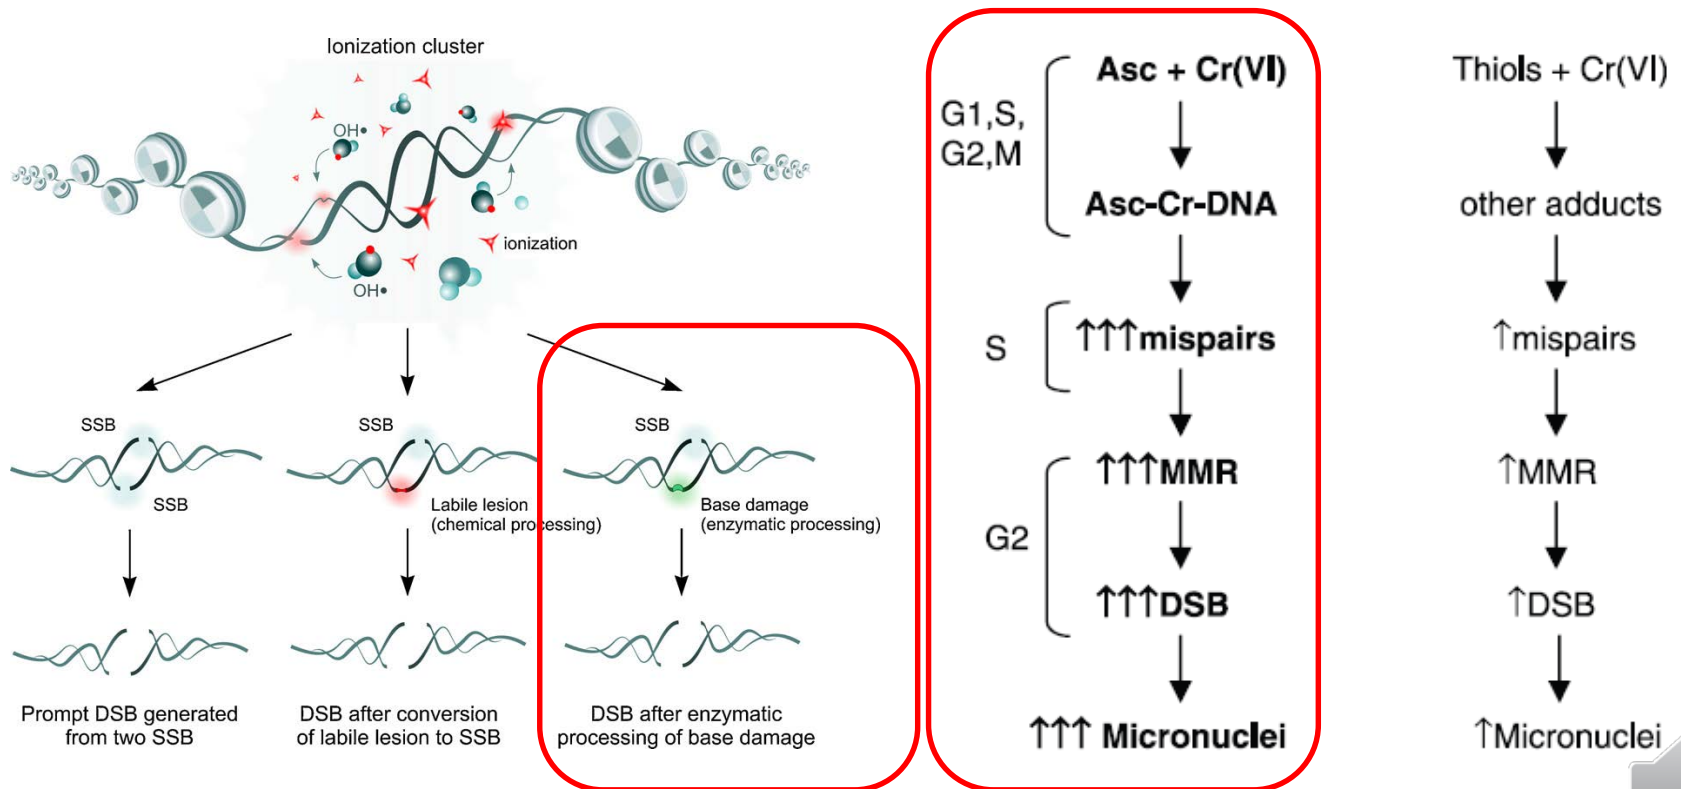 Ionization cluster
OH•
ionization
OH•
SSB
SSB
SSB
SSB
Labile lesion
(chemical processing)
Base damage
(enzymatic processing)
Prompt DSB generated
from two SSB
DSB after conversion
of labile lesion to SSB
DSB after enzymatic
processing of base damage
G1,S,
G2,M
Asc + Cr(VI)
Asc-Cr-DNA
S
↑↑↑mispairs
G2
↑↑↑MMR
↑↑↑DSB
↑↑↑ Micronuclei
Thiols + Cr(VI)
other adducts
↑mispairs
↑MMR
↑DSB
↑Micronuclei